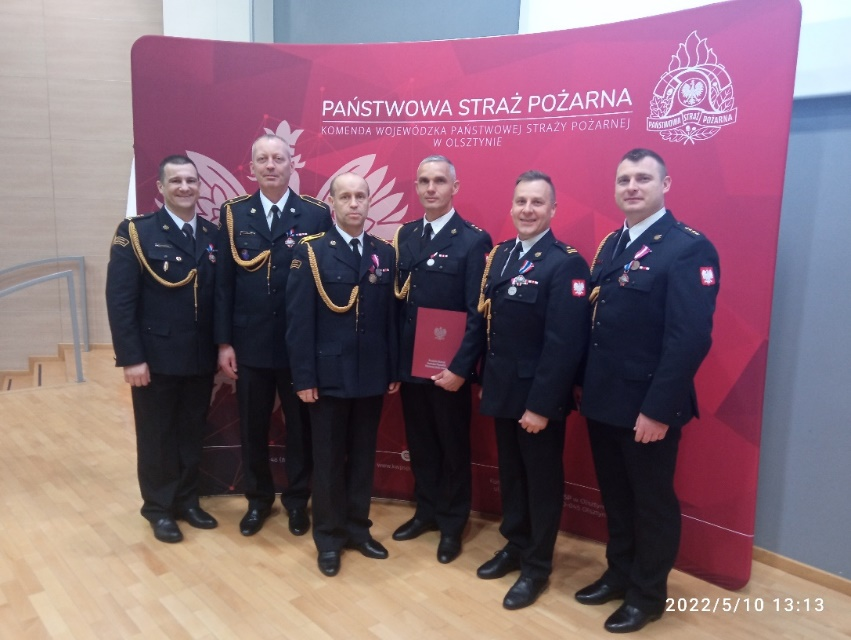 PAŃSTWOWA STRAŻ POŻARNA
KOMENDA WOJEWÓDZKA PAŃSTWOWEJ STRAŻY POŻARNEJ
W OLSZTYNIE
PAŃSTWOWA STRAŻ POŻARNA
2022/5/10 13:13